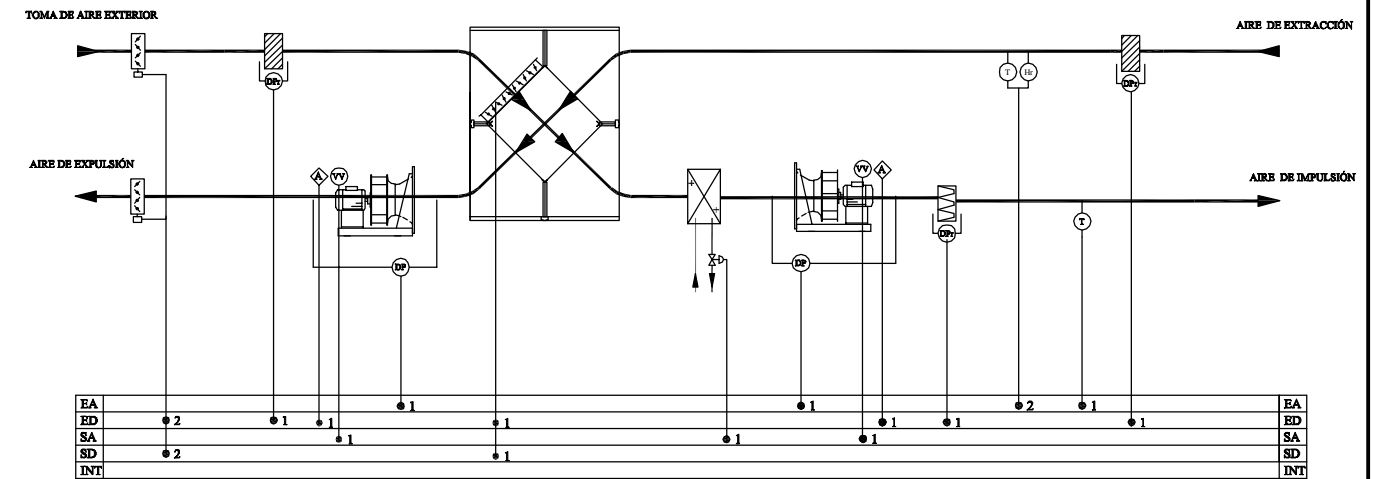 TOMA DE AIRE EXTERIOR
AIRE DE EXTRACCIÓN
T Hr
DPr DPr
AIRE DE EXPULSIÓN
A VV
VV A
AIRE DE IMPULSIÓN
+
+
T
DPr
DP
DP
EA 1 1 2 1 EA
ED 2 1 1 1 1 1 1 ED
SA 1 1 1 SA
SD 2 1 SD
INT INT